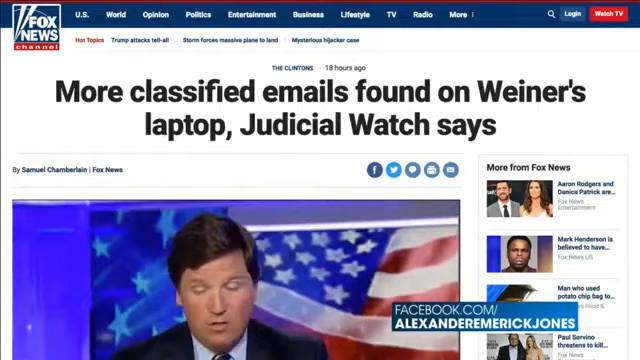 FOX
NEWS
channel
U.S.
World
Opinion
Politics
Entertainment
Business
Lifestyle
TV
Radio
More
Login
Watch TV
Hot Topics
Trump attacks tell-all
Storm forces massive plane to land
Mysterious hijacker case
THE CLINTONS · 18 hours ago
More classified emails found on Weiner's
laptop, Judicial Watch says
By Samuel Chamberlain | Fox News
More from Fox News
Aaron Rodgers and
Danica Patrick are...
Fox News
Entertainment
Mark Henderson is
believed to have...
Fox News US
Man who used
potato chip bag to...
Food &
Paul Sorvino
threatens to kill...
FACEBOOK.COM/
ALEXANDEREMERICKJONES